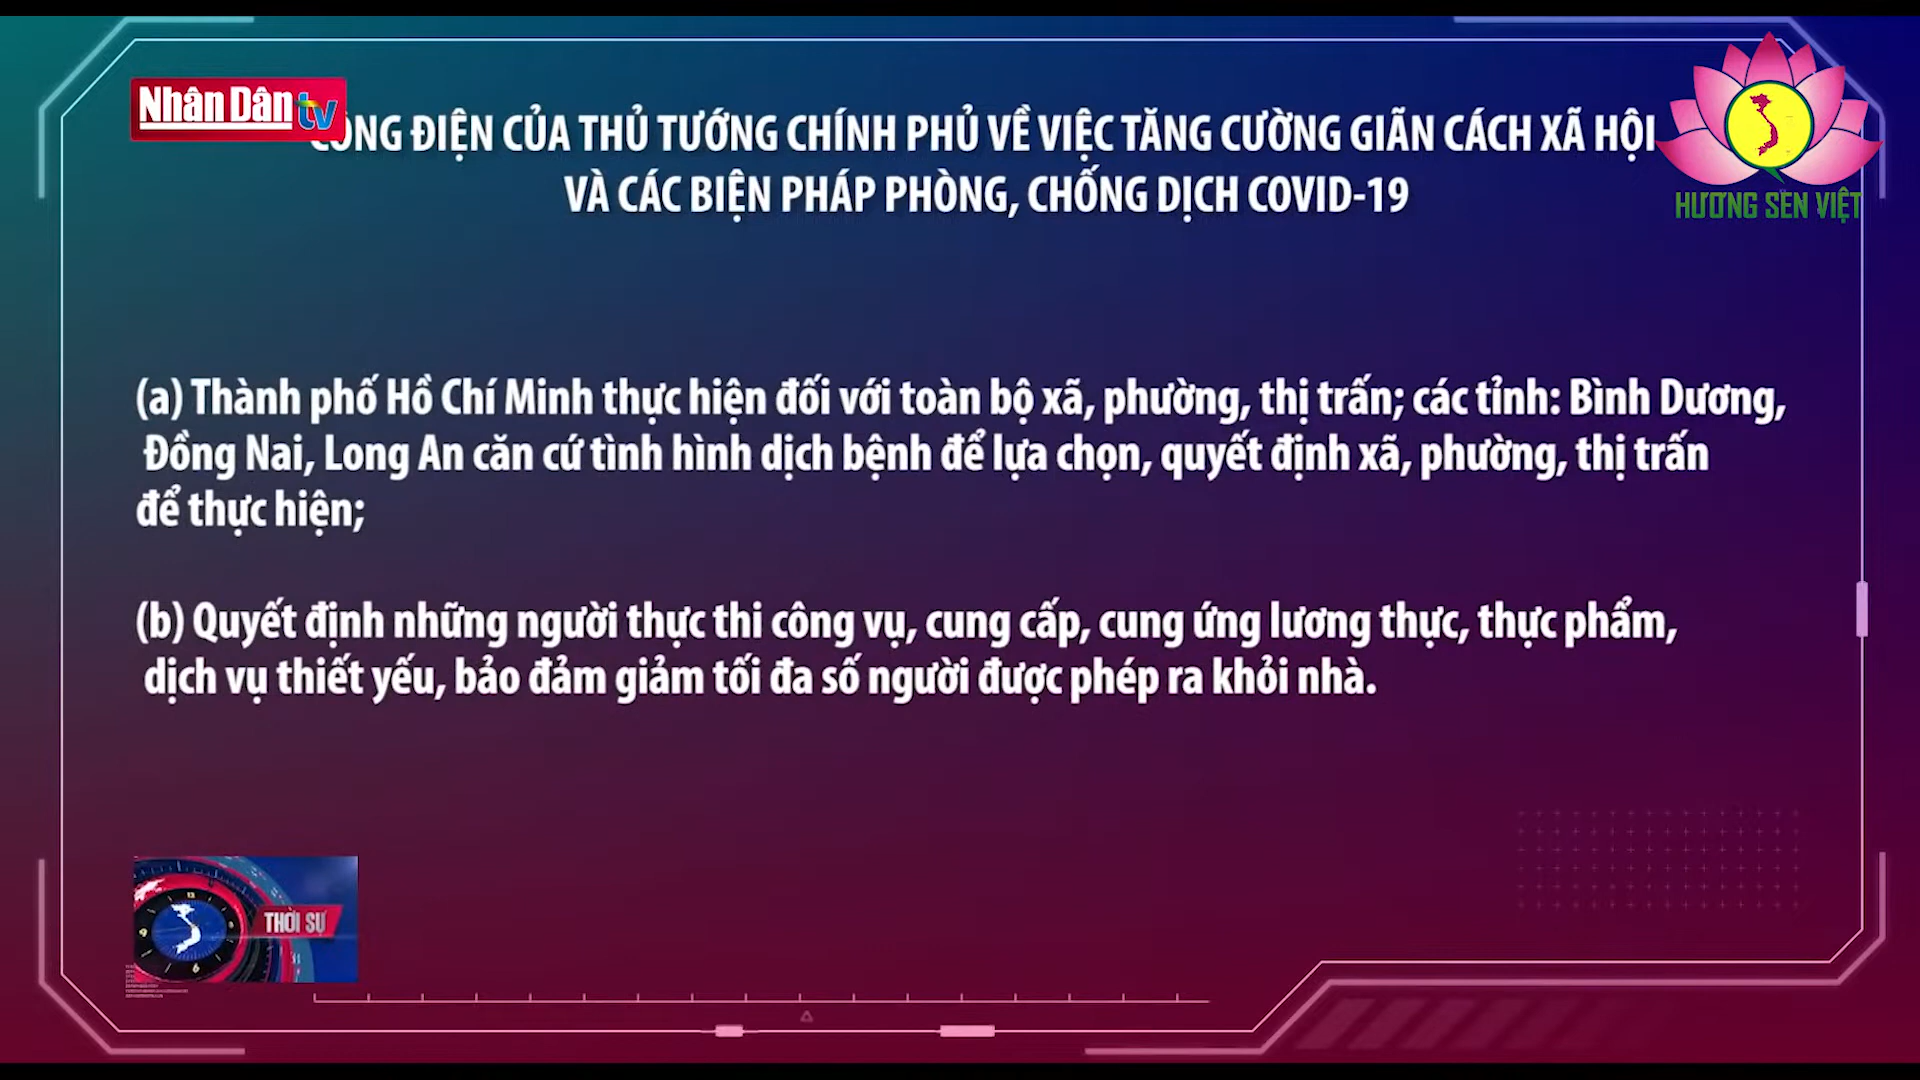 Nhân Dân tv
CÔNG ĐIỆN CỦA THỦ TƯỚNG CHÍNH PHỦ VỀ VIỆC TĂNG CƯỜNG GIÃN CÁCH XÃ HỘI
VÀ CÁC BIỆN PHÁP PHÒNG, CHỐNG DỊCH COVID-19
HƯƠNG SEN VIỆT
(a) Thành phố Hồ Chí Minh thực hiện đối với toàn bộ xã, phường, thị trấn; các tỉnh: Bình Dương,
Đồng Nai, Long An căn cứ tình hình dịch bệnh để lựa chọn, quyết định xã, phường, thị trấn
để thực hiện;
(b) Quyết định những người thực thi công vụ, cung cấp, cung ứng lương thực, thực phẩm,
dịch vụ thiết yếu, bảo đảm giảm tối đa số người được phép ra khỏi nhà.
THỜI SỰ